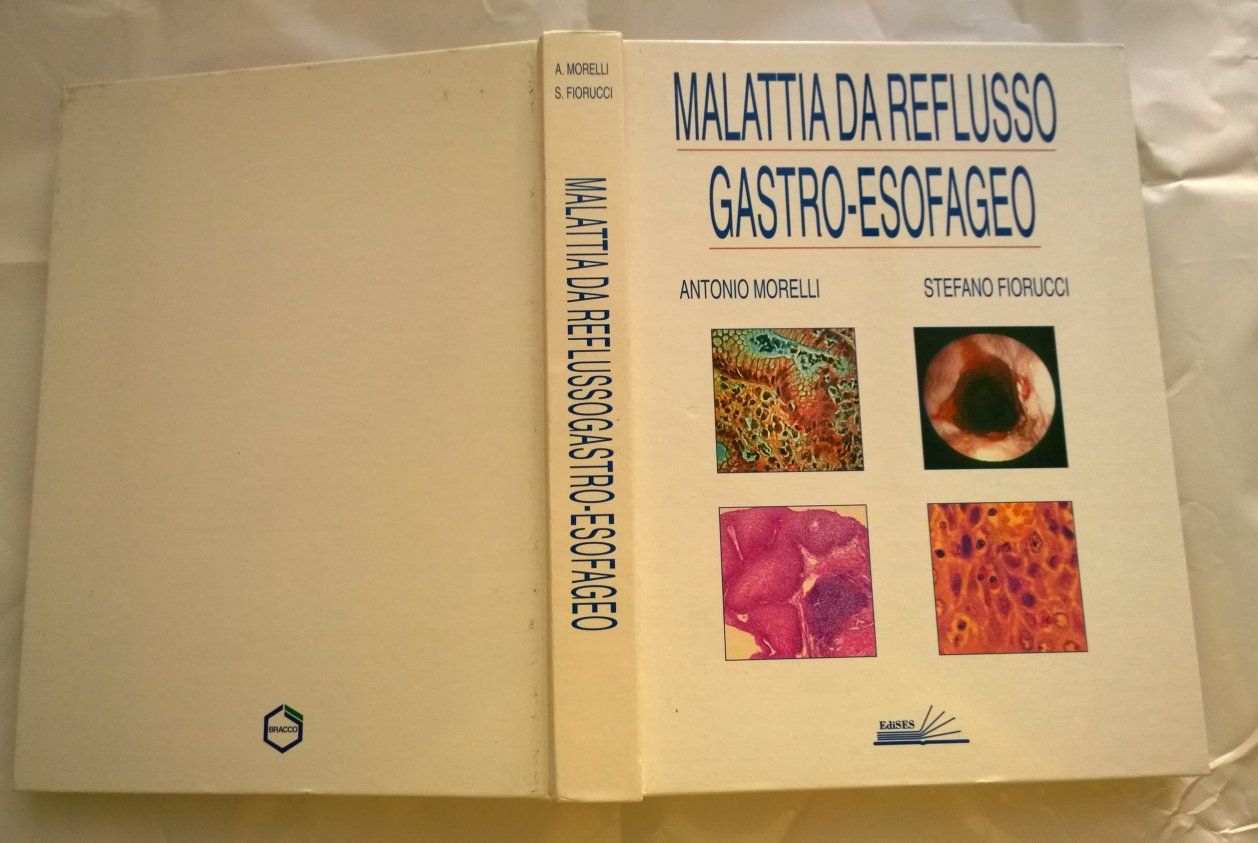 A. MORELLI
S. FIORUCCI
MALATTIA DA REFLUSSOGASTRO-ESOFAGEO
MALATTIA DA REFLUSSO
GASTRO-ESOFAGEO
ANTONIO MORELLI
STEFANO FIORUCCI
EdiSES
BRACCO